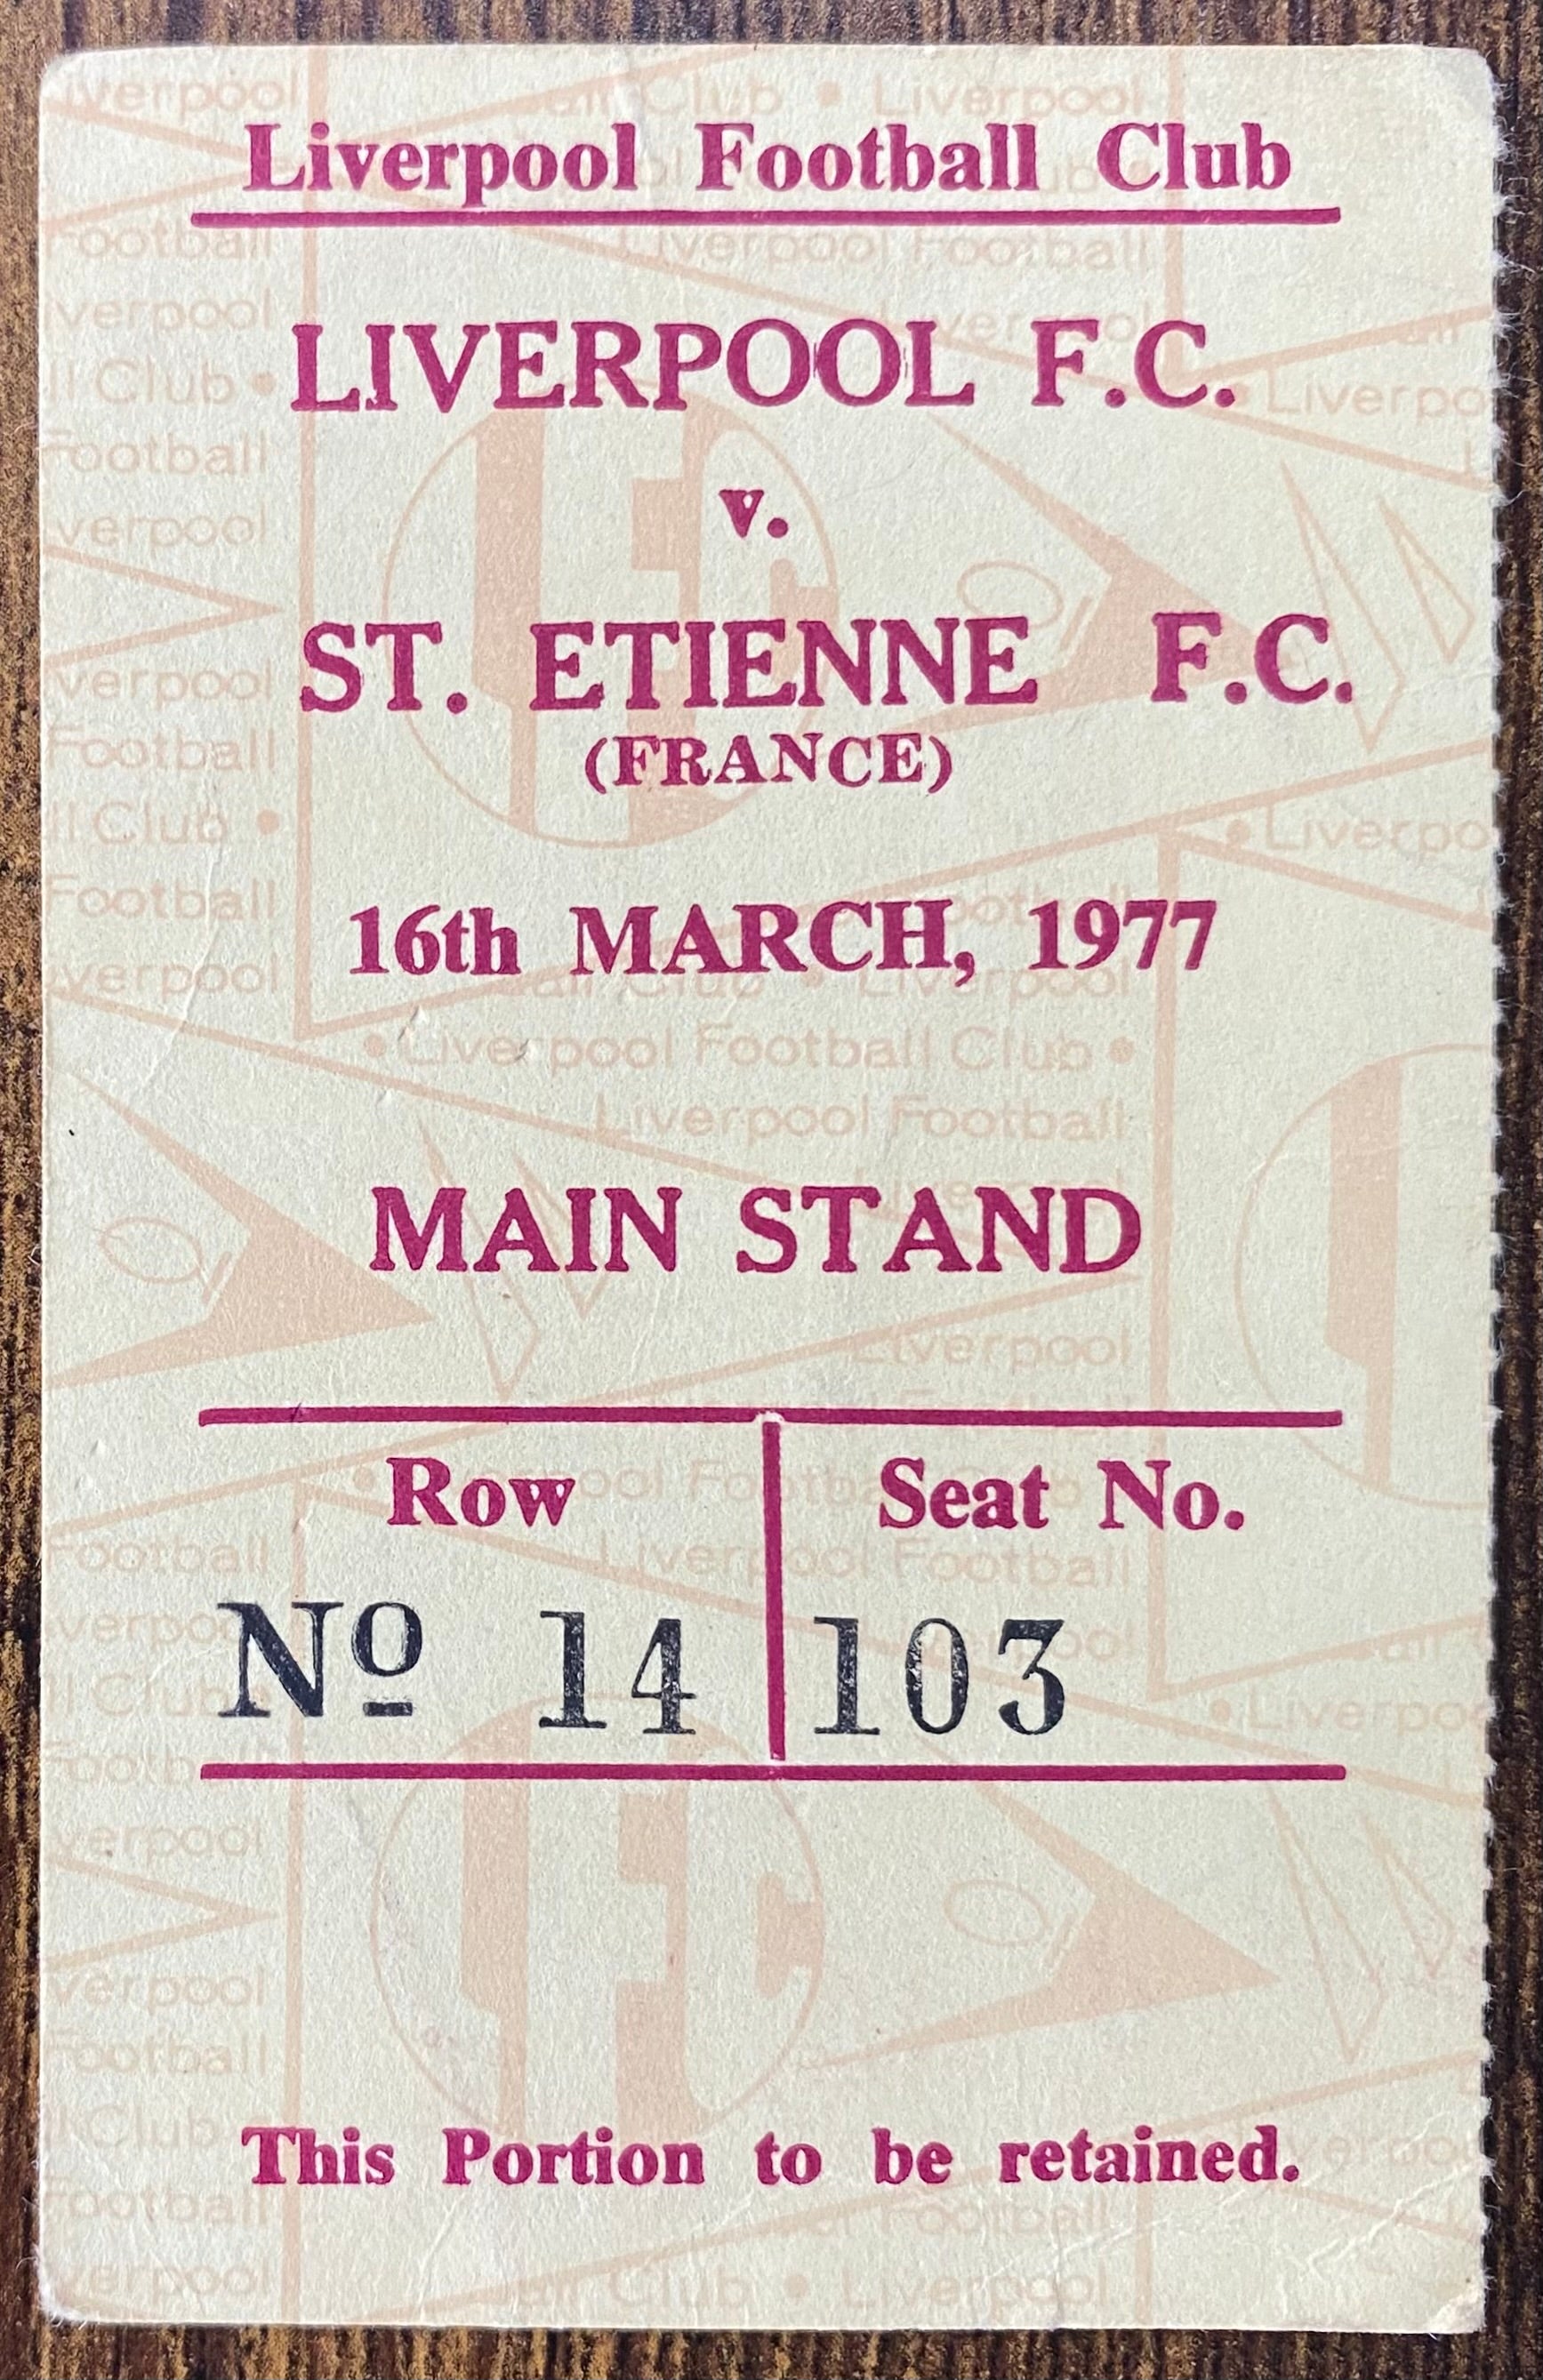 Liverpool Football Club
LIVERPOOL F.C.
v.
ST. ETIENNE F.C.
(FRANCE)
16th MARCH, 1977
MAIN STAND
Row Seat No.
Nº 14 103
This Portion to be retained.